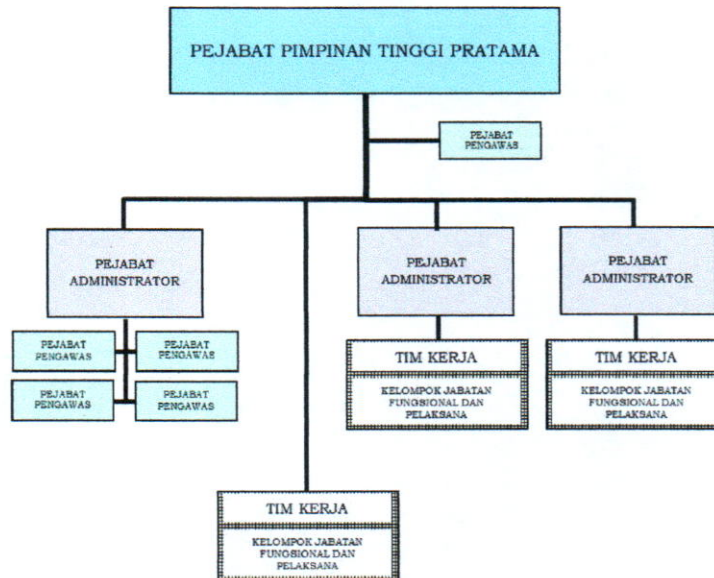 PEJABAT PIMPINAN TINGGI PRATAMA
PEJABAT
PENGAWAS
PEJABAT
ADMINISTRATOR
PEJABAT
ADMINISTRATOR
PEJABAT
ADMINISTRATOR
PEJABAT
PENGAWAS
PEJABAT
PENGAWAS
PEJABAT
PENGAWAS
PEJABAT
PENGAWAS
TIM KERJA
KELOMPOK JABATAN
FUNGSIONAL DAN
PELAKSANA
TIM KERJA
KELOMPOK JABATAN
FUNGSIONAL DAN
PELAKSANA
TIM KERJA
KELOMPOK JABATAN
FUNGSIONAL DAN
PELAKSANA